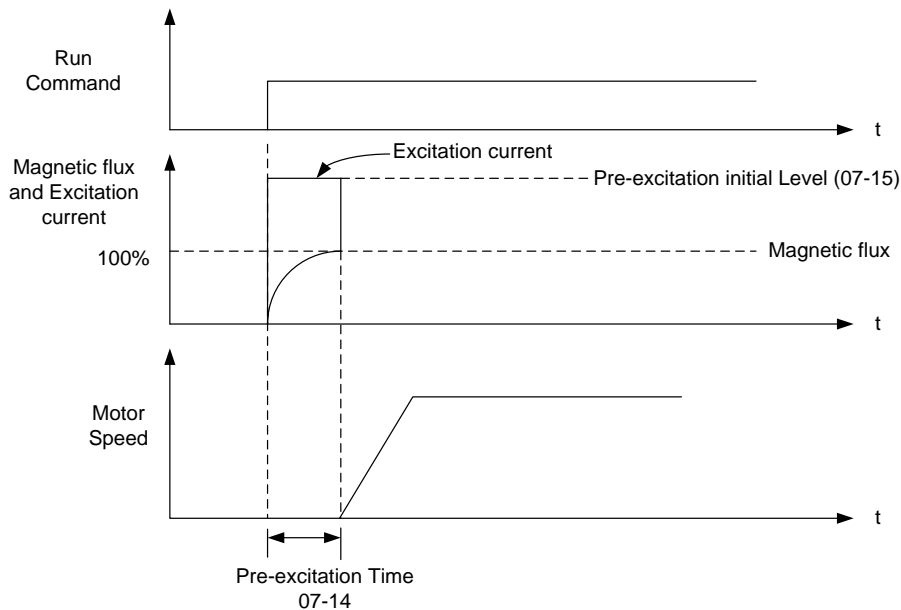 Run
Command
t
Magnetic flux
and Excitation
current
Excitation current
Pre-excitation initial Level (07-15)
100%
Magnetic flux
t
Motor
Speed
t
Pre-excitation Time
07-14